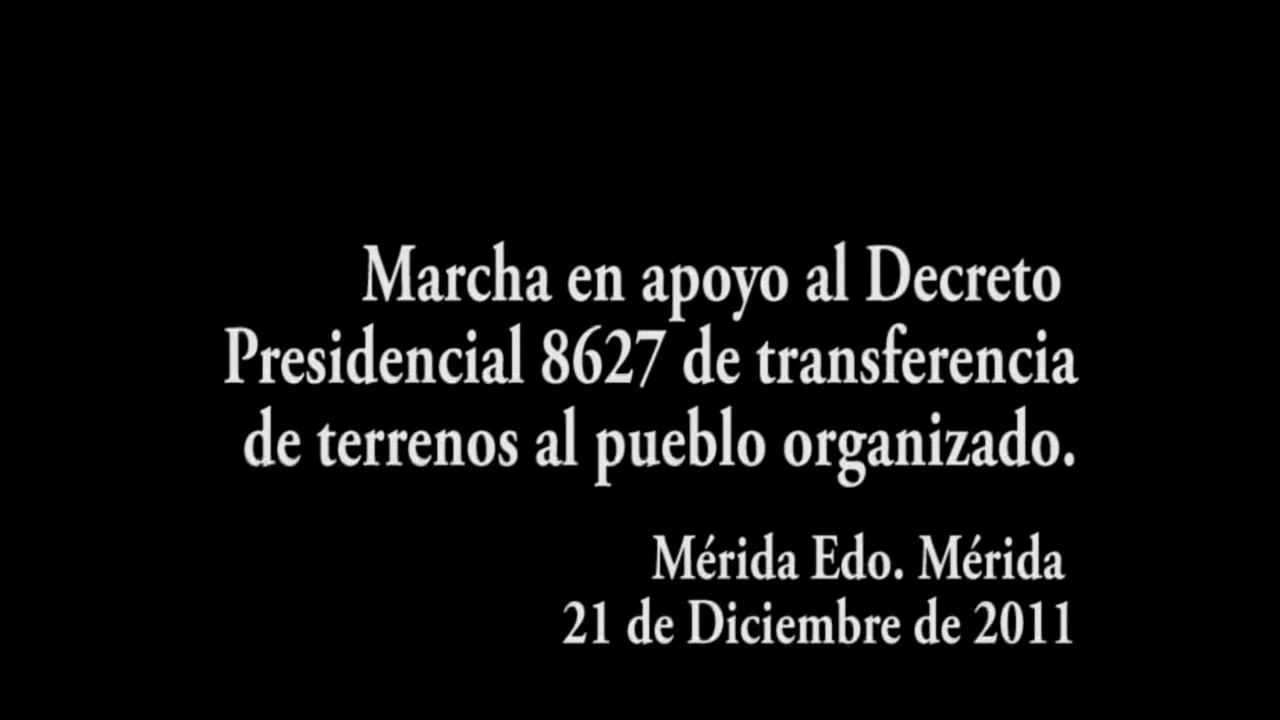 Marcha en apoyo al Decreto
Presidencial 8627 de transferencia
de terrenos al pueblo organizado.
Mérida Edo. Mérida
21 de Diciembre de 2011